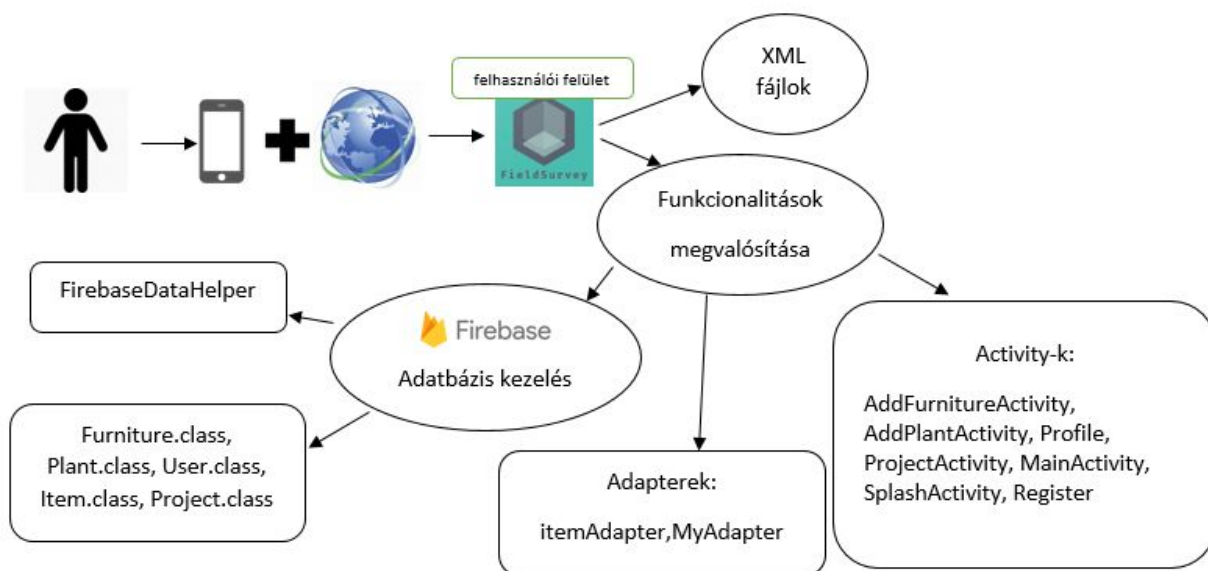 felhasználói felület
FieldSurvey
XML
fájlok
Funkcionalitások
megvalósítása
FirebaseDataHelper
Firebase
Adatbázis kezelés
Furniture.class,
Plant.class, User.class,
Item.class, Project.class
Adapterek:
itemAdapter,MyAdapter
Activity-k:
AddFurnitureActivity,
AddPlantActivity, Profile,
ProjectActivity, MainActivity,
SplashActivity, Register